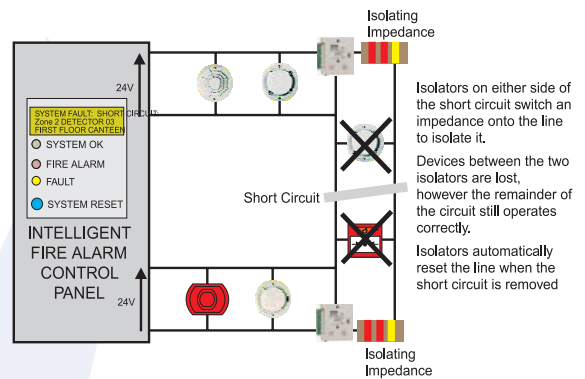 Isolating
Impedance
24V
SYSTEM FAULT: SHORT CIRCUIT:
Zone 2 DETECTOR 03
FIRST FLOOR CANTEEN
SYSTEM OK
FIRE ALARM
FAULT
SYSTEM RESET
INTELLIGENT
FIRE ALARM
CONTROL
PANEL
24V
Short Circuit
Isolators on either side of
the short circuit switch an
impedance onto the line
to isolate it.
Devices between the two
isolators are lost,
however the remainder of
the circuit still operates
correctly.
Isolators automatically
reset the line when the
short circuit is removed
Isolating
Impedance